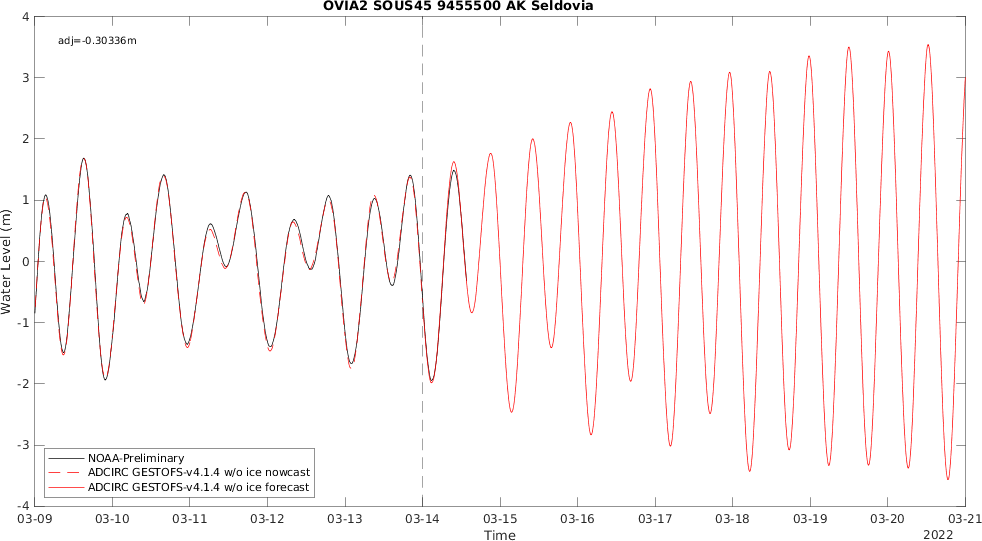 OVIA2 SOUS45 9455500 AK Seldovia
4
adj=-0.30336m
3
2
1
0
-1
-2
-3
-4
Water Level (m)
NOAA-Preliminary
ADCIRC GESTOFS-v4.1.4 w/o ice nowcast
ADCIRC GESTOFS-v4.1.4 w/o ice forecast
03-09 03-10 03-11 03-12 03-13 03-14 03-15 03-16 03-17 03-18 03-19 03-20 03-21
Time
2022